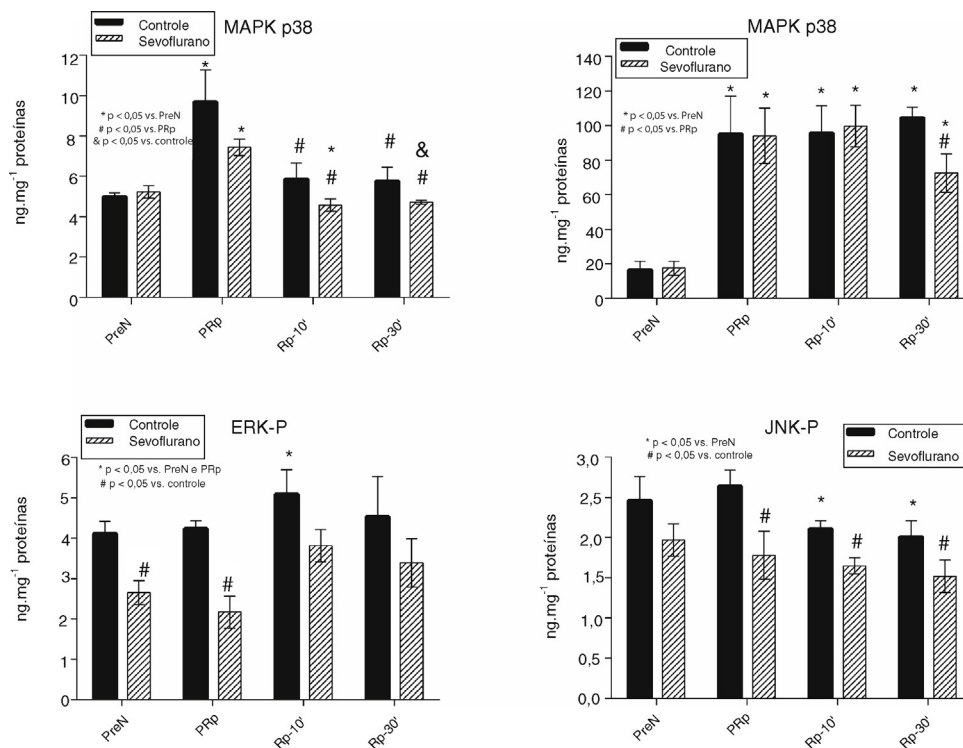 MAPK p38
Controle
Sevoflurano
* p < 0,05 vs. PreN
# p < 0,05 vs. PRp
& p < 0,05 vs. controle
ng.mg-1 proteínas
12
10
8
6
4
2
0
*
*
#
*
#
#
&
#
PreN
PRp
Rp-10'
Rp-30'
MAPK p38
Controle
Sevoflurano
* p < 0,05 vs. PreN
# p < 0,05 vs. PRp
ng.mg-1 proteínas
140
120
100
80
60
40
20
0
*
*
*
*
*
*
#
PreN
PRp
Rp-10'
Rp-30'
ERK-P
Controle
Sevoflurano
* p < 0,05 vs. PreN e PRp
# p < 0,05 vs. controle
ng.mg-1 proteínas
6
5
4
3
2
1
0
#
#
*
PreN
PRp
Rp-10'
Rp-30'
JNK-P
Controle
Sevoflurano
* p < 0,05 vs. PreN
# p < 0,05 vs. controle
ng.mg-1 proteínas
3,0
2,5
2,0
1,5
1,0
0,5
0,0
#
*
#
*
#
PreN
PRp
Rp-10'
Rp-30'